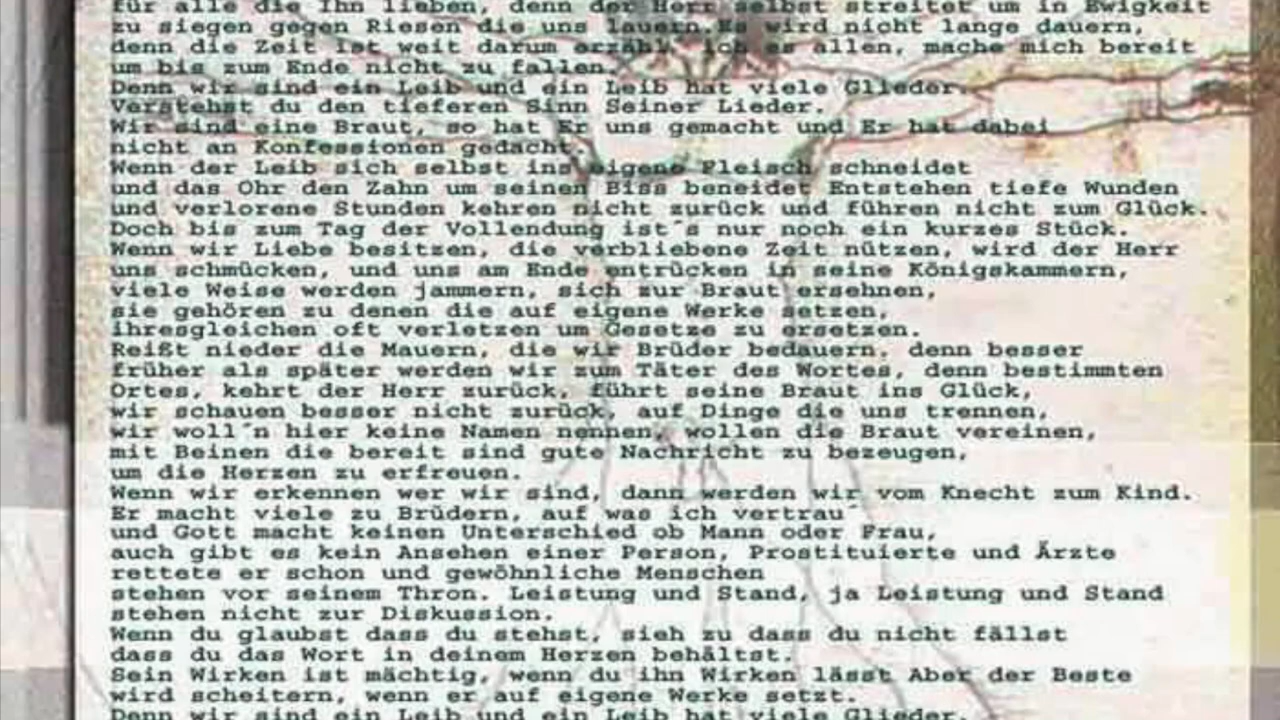 für alle die Ihn lieben, denn der Herr selbst streitet um in Ewigkeit
zu siegen gegen Riesen die uns lauern.Es wird nicht lange dauern,
denn die Zeit ist weit darum erzähl ich es allen, mache mich bereit
um bis zum Ende nicht zu fallen.
Denn wir sind ein Leib und ein Leib hat viele Glieder.
Verstehst du den tieferen Sinn Seiner Lieder.
Wir sind eine Braut, so hat Er uns gemacht und Er hat dabei
nicht an Konfessionen gedacht.
Wenn der Leib sich selbst ins eigene Fleisch schneidet
und das Ohr den Zahn um seinen Biss beneidet Entstehen tiefe Wunden
und verlorene Stunden kehren nicht zurück und führen nicht zum Glück.
Doch bis zum Tag der Vollendung ist´s nur noch ein kurzes Stück.
Wenn wir Liebe besitzen, die verbliebene Zeit nützen, wird der Herr
uns schmücken, und uns am Ende entrücken in seine Königskammern,
viele Weise werden jammern, sich zur Braut ersehnen,
sie gehören zu denen die auf eigene Werke setzen,
ihresgleichen oft verletzen um Gesetze zu ersetzen.
Reißt nieder die Mauern, die wir Brüder bedauern, denn besser
früher als später werden wir zum Täter des Wortes, denn bestimmten
Ortes, kehrt der Herr zurück, führt seine Braut ins Glück,
wir schauen besser nicht zurück, auf Dinge die uns trennen,
wir woll´n hier keine Namen nennen, wollen die Braut vereinen,
mit Beinen die bereit sind gute Nachricht zu bezeugen,
um die Herzen zu erfreuen.
Wenn wir erkennen wer wir sind, dann werden wir vom Knecht zum Kind.
Er macht viele zu Brüdern, auf was ich vertrau´
und Gott macht keinen Unterschied ob Mann oder Frau,
auch gibt es kein Ansehen einer Person, Prostituierte und Ärzte
rettete er schon und gewöhnliche Menschen
stehen vor seinem Thron. Leistung und Stand, ja Leistung und Stand
stehen nicht zur Diskussion.
Wenn du glaubst dass du stehst, sieh zu dass du nicht fällst
dass du das Wort in deinem Herzen behältst.
Sein Wirken ist mächtig, wenn du ihn Wirken lässt Aber der Beste
wird scheitern, wenn er auf eigene Werke setzt.
Denn wir sind ein Leib und ein Leib hat viele Glieder.